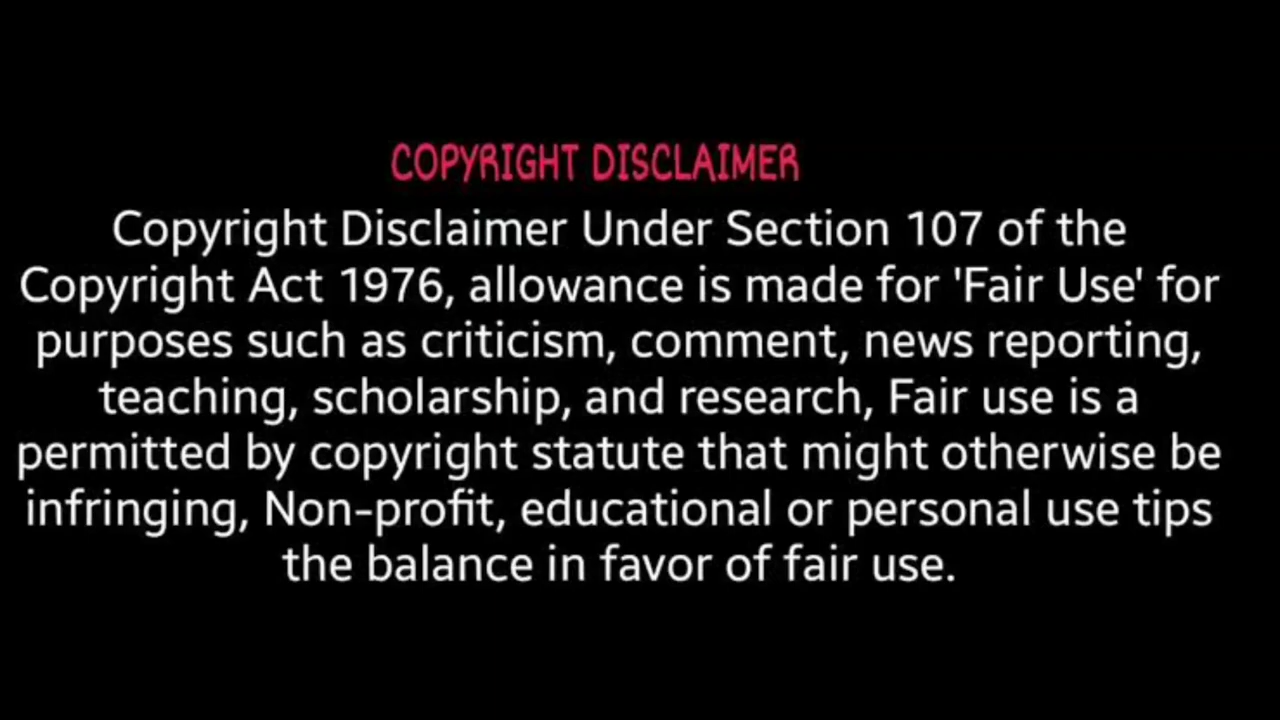 COPYRIGHT DISCLAIMER
Copyright Disclaimer Under Section 107 of the
Copyright Act 1976, allowance is made for 'Fair Use' for
purposes such as criticism, comment, news reporting,
teaching, scholarship, and research, Fair use is a
permitted by copyright statute that might otherwise be
infringing, Non-profit, educational or personal use tips
the balance in favor of fair use.